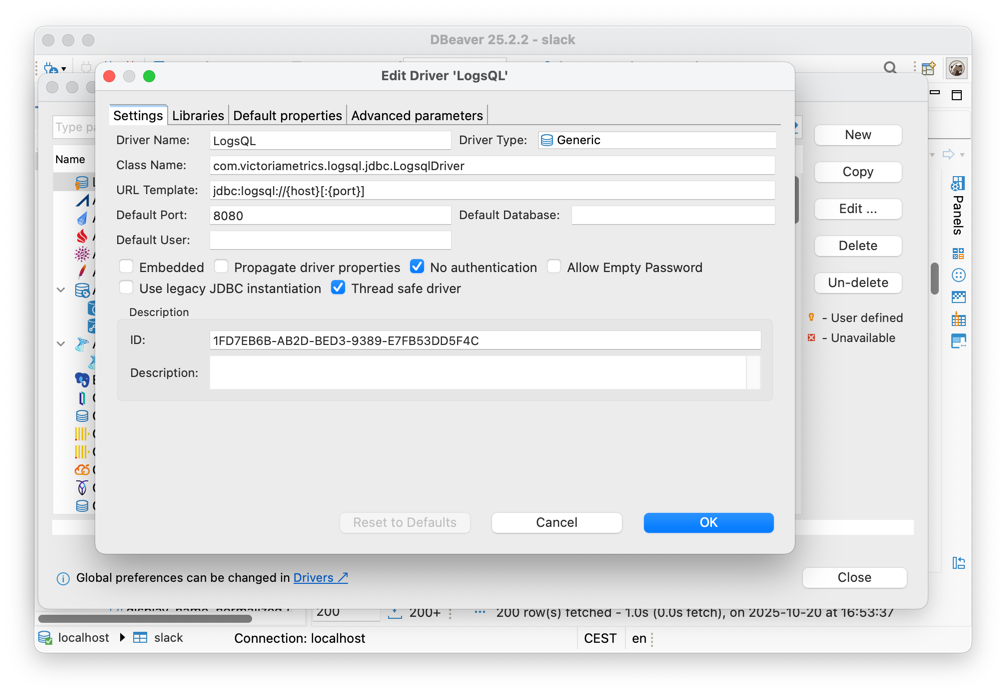 DBeaver 25.2.2 - slack
Edit Driver 'LogsQL'
Settings Libraries Default properties Advanced parameters
Driver Name: LogsQL Driver Type: Generic
Class Name: com.victoriametrics.logsql.jdbc.LogsqlDriver
URL Template: jdbc:logsql://{host}[:{port}]
Default Port: 8080 Default Database:
Default User:
Embedded Propagate driver properties No authentication Allow Empty Password
Use legacy JDBC instantiation Thread safe driver
Description
ID: 1FD7EB6B-AB2D-BED3-9389-E7FB53DD5F4C
Description:
Reset to Defaults Cancel OK
Type
Name
New
Copy
Edit ...
Delete
Un-delete
- User defined
- Unavailable
Panels
Global preferences can be changed in Drivers ↗
Close
200 200+ ... 200 row(s) fetched - 1.0s (0.0s fetch), on 2025-10-20 at 16:53:37
localhost slack Connection: localhost CEST en